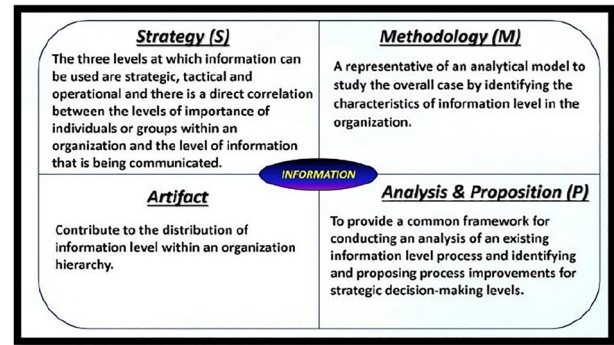 Strategy (S)
The three levels at which information can
be used are strategic, tactical and
operational and there is a direct correlation
between the levels of importance of
individuals or groups within an
organization and the level of information
that is being communicated.
Methodology (M)
A representative of an analytical model to
study the overall case by identifying the
characteristics of information level in the
organization.
INFORMATION
Artifact
Contribute to the distribution of
information level within an organization
hierarchy.
Analysis & Proposition (P)
To provide a common framework for
conducting an analysis of an existing
information level process and identifying
and proposing process improvements for
strategic decision-making levels.